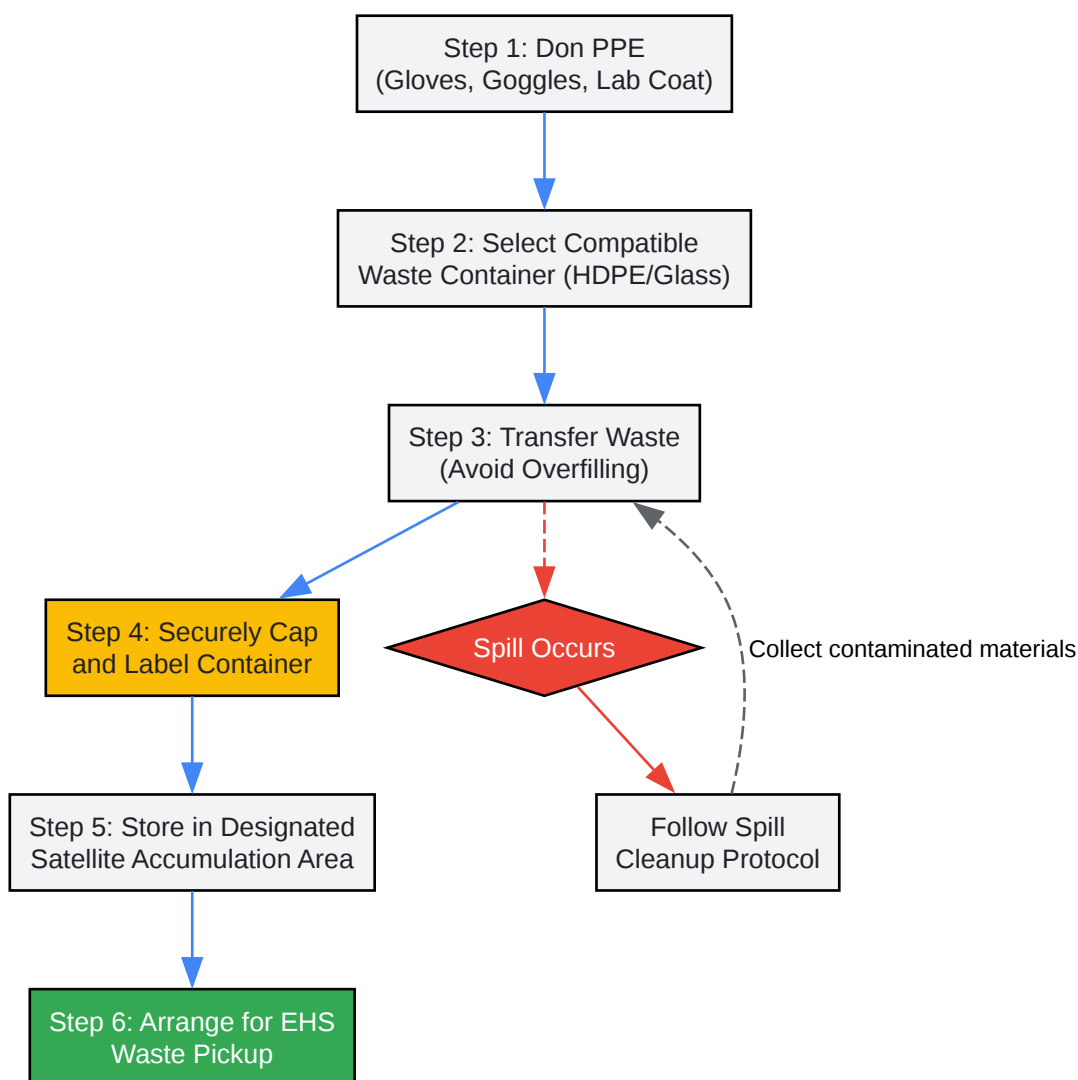 Step 1: Don PPE
(Gloves, Goggles, Lab Coat)
Step 2: Select Compatible
Waste Container (HDPE/Glass)
Step 3: Transfer Waste
(Avoid Overfilling)
Step 4: Securely Cap
and Label Container
Spill Occurs
Collect contaminated materials
Step 5: Store in Designated
Satellite Accumulation Area
Follow Spill
Cleanup Protocol
Step 6: Arrange for EHS
Waste Pickup